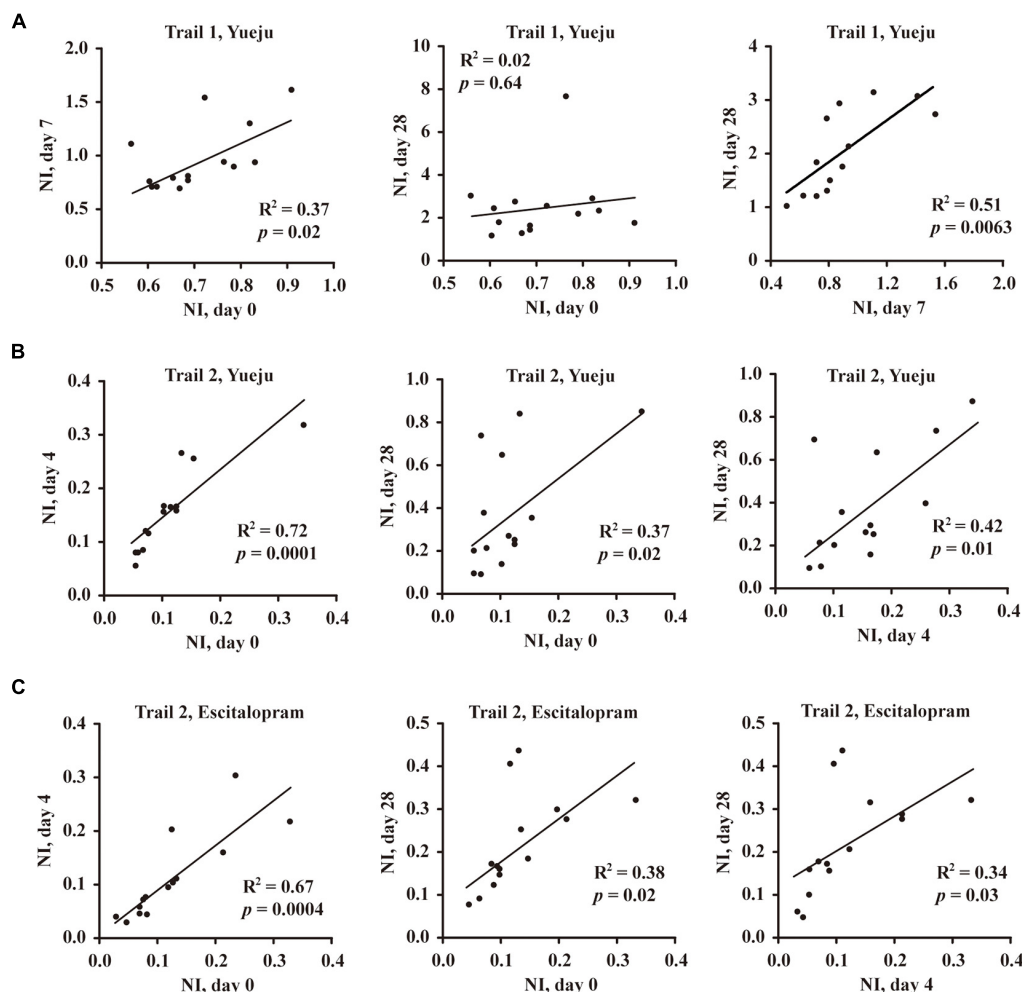 A
Trail 1, Yueju
NI, day 7
2.0
1.5
1.0
0.5
0.0
R² = 0.37
p = 0.02
0.5 0.6 0.7 0.8 0.9 1.0
NI, day 0
Trail 1, Yueju
NI, day 28
10
8
6
4
2
0
R² = 0.02
p = 0.64
0.5 0.6 0.7 0.8 0.9 1.0
NI, day 0
Trail 1, Yueju
NI, day 28
4
3
2
1
0
R² = 0.51
p = 0.0063
0.4 0.8 1.2 1.6 2.0
NI, day 7
B
Trail 2, Yueju
NI, day 4
0.4
0.3
0.2
0.1
0.0
R² = 0.72
p = 0.0001
0.0 0.1 0.2 0.3 0.4
NI, day 0
Trail 2, Yueju
NI, day 28
1.0
0.8
0.6
0.4
0.2
0.0
R² = 0.37
p = 0.02
0.0 0.1 0.2 0.3 0.4
NI, day 0
Trail 2, Yueju
NI, day 28
1.0
0.8
0.6
0.4
0.2
0.0
R² = 0.42
p = 0.01
0.0 0.1 0.2 0.3 0.4
NI, day 4
C
Trail 2, Escitalopram
NI, day 4
0.4
0.3
0.2
0.1
0.0
R² = 0.67
p = 0.0004
0.0 0.1 0.2 0.3 0.4
NI, day 0
Trail 2, Escitalopram
NI, day 28
0.5
0.4
0.3
0.2
0.1
0.0
R² = 0.38
p = 0.02
0.0 0.1 0.2 0.3 0.4
NI, day 0
Trail 2, Escitalopram
NI, day 28
0.5
0.4
0.3
0.2
0.1
0.0
R² = 0.34
p = 0.03
0.0 0.1 0.2 0.3 0.4
NI, day 4